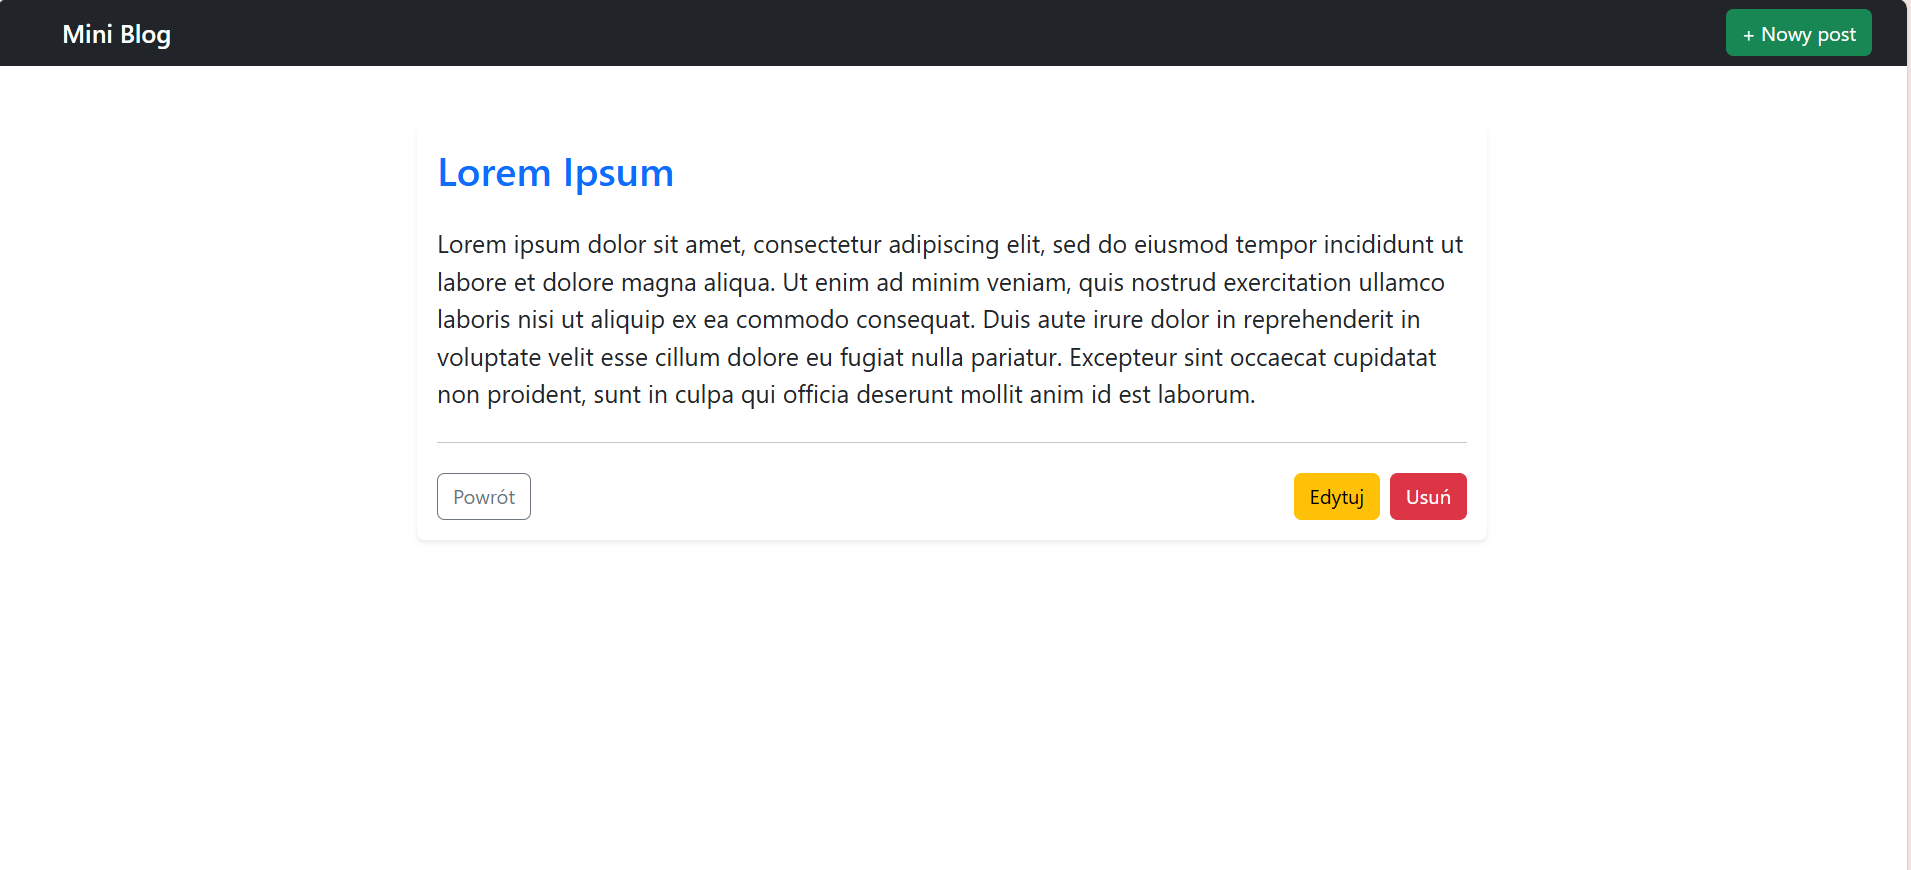 Mini Blog
+ Nowy post
Lorem Ipsum
Lorem ipsum dolor sit amet, consectetur adipiscing elit, sed do eiusmod tempor incididunt ut
labore et dolore magna aliqua. Ut enim ad minim veniam, quis nostrud exercitation ullamco
laboris nisi ut aliquip ex ea commodo consequat. Duis aute irure dolor in reprehenderit in
voluptate velit esse cillum dolore eu fugiat nulla pariatur. Excepteur sint occaecat cupidatat
non proident, sunt in culpa qui officia deserunt mollit anim id est laborum.
Powrót
Edytuj
Usuń